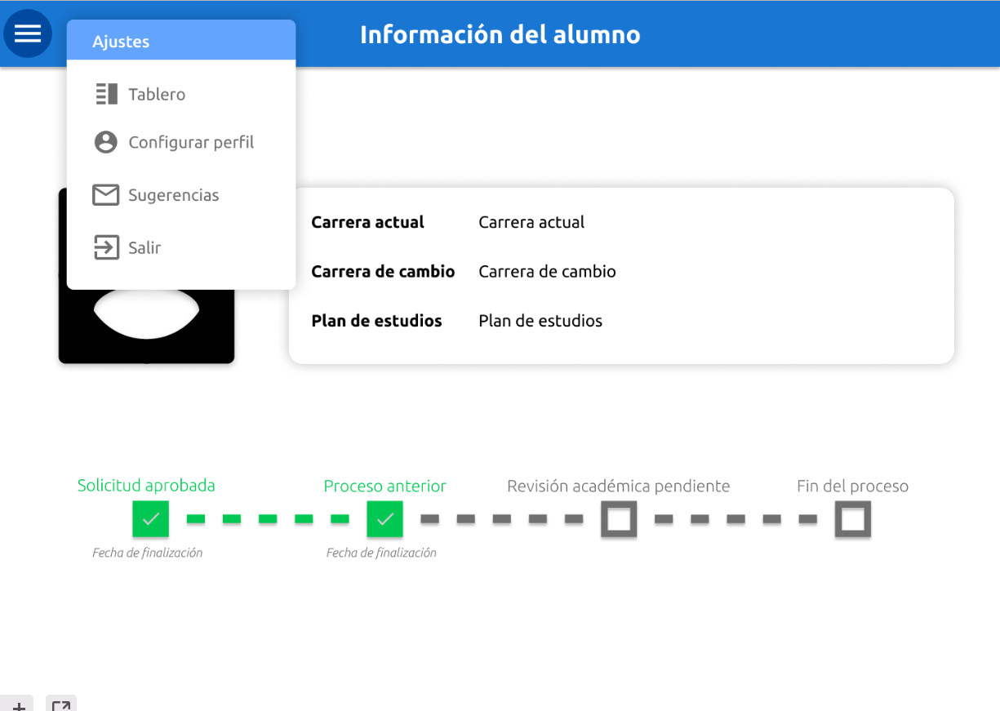 Información del alumno
Ajustes
Tablero
Configurar perfil
Sugerencias
Salir
Carrera actual Carrera actual
Carrera de cambio Carrera de cambio
Plan de estudios Plan de estudios
Solicitud aprobada Proceso anterior Revisión académica pendiente Fin del proceso
Fecha de finalización Fecha de finalización